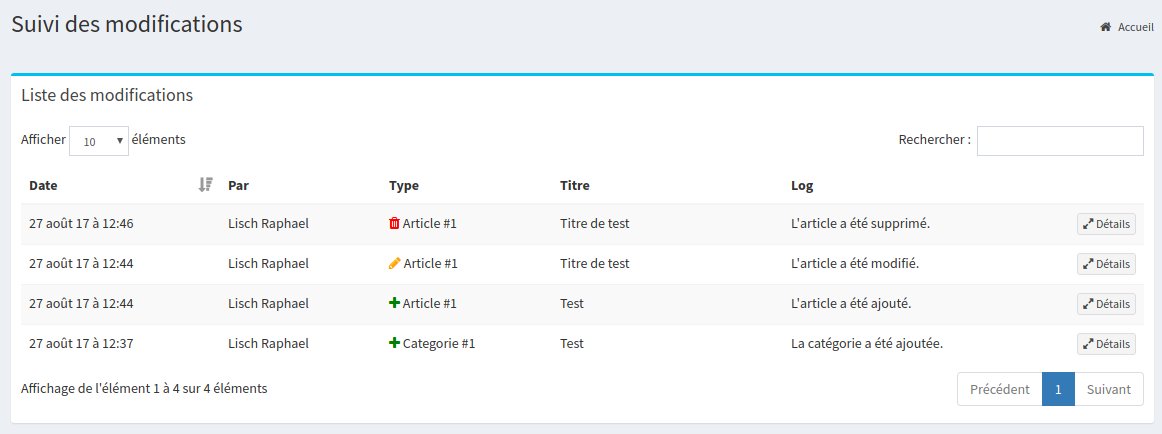 Suivi des modifications
Accueil
Liste des modifications
Afficher 10 éléments
Rechercher :
Date Par Type Titre Log
27 août 17 à 12:46 Lisch Raphael Article #1 Titre de test L'article a été supprimé. Détails
27 août 17 à 12:44 Lisch Raphael Article #1 Titre de test L'article a été modifié. Détails
27 août 17 à 12:44 Lisch Raphael Article #1 Test L'article a été ajouté. Détails
27 août 17 à 12:37 Lisch Raphael Categorie #1 Test La catégorie a été ajoutée. Détails
Affichage de l'élément 1 à 4 sur 4 éléments
Précédent 1 Suivant